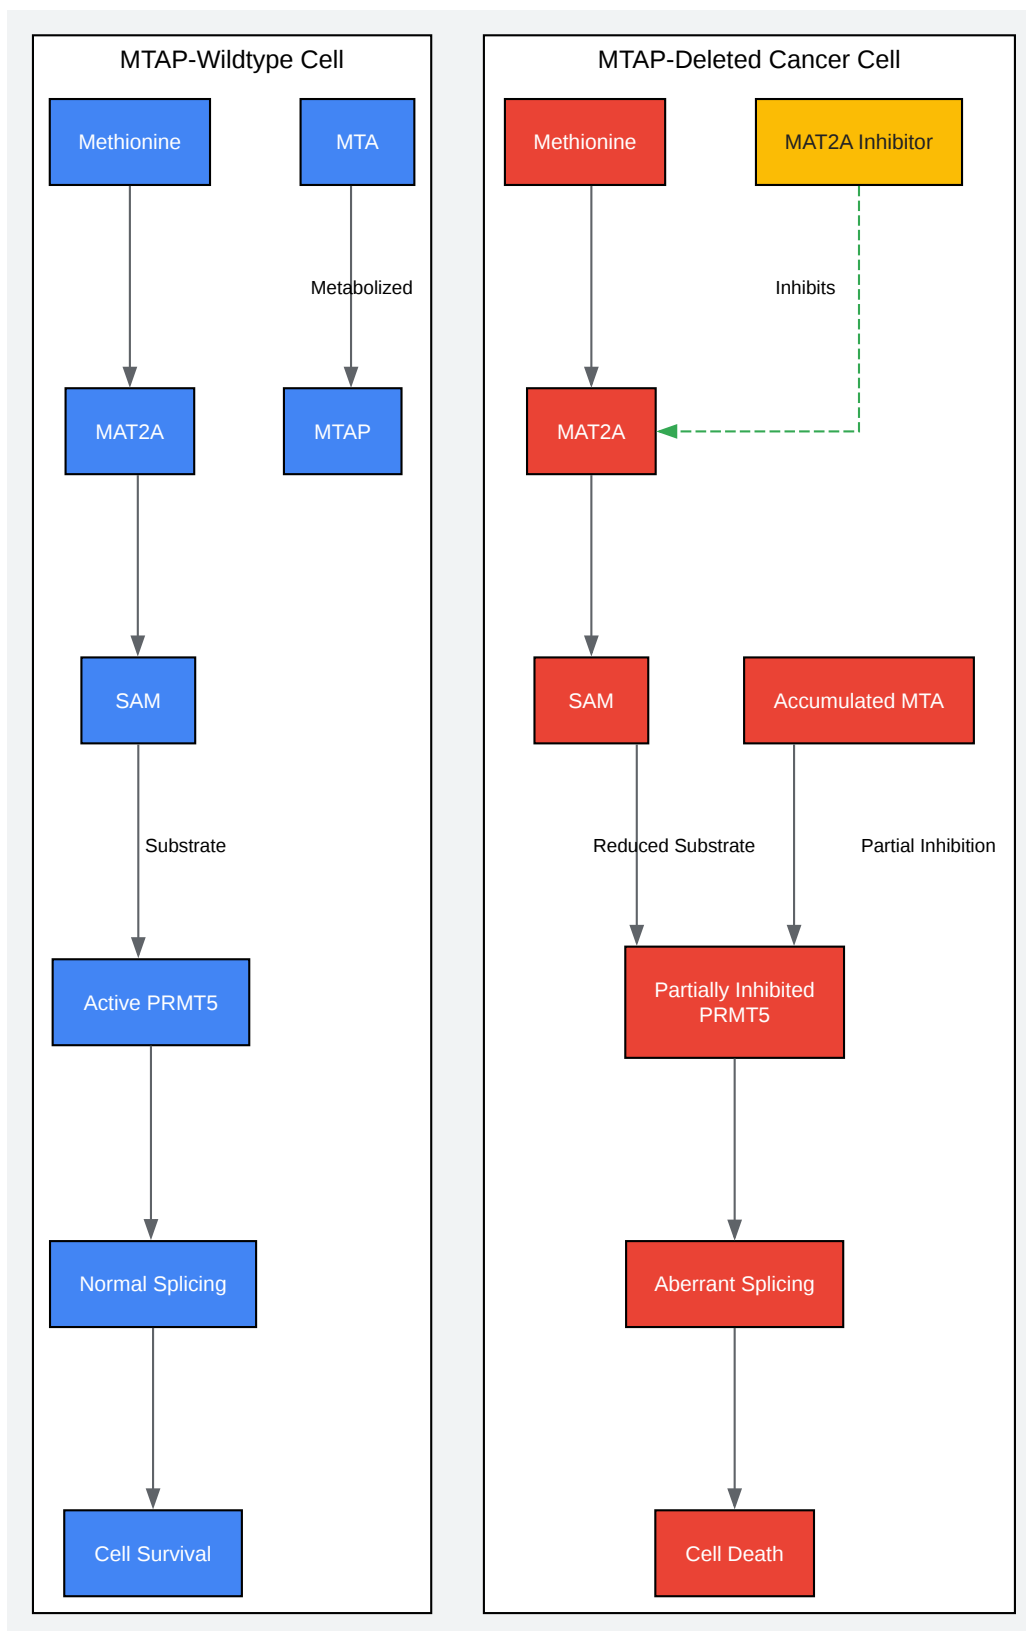 MTAP-Wildtype Cell
Methionine
MTA
Metabolized
MAT2A
MTAP
SAM
Substrate
Active PRMT5
Normal Splicing
Cell Survival
MTAP-Deleted Cancer Cell
Methionine
MAT2A Inhibitor
Inhibits
MAT2A
SAM
Accumulated MTA
Reduced Substrate
Partial Inhibition
Partially Inhibited
PRMT5
Aberrant Splicing
Cell Death